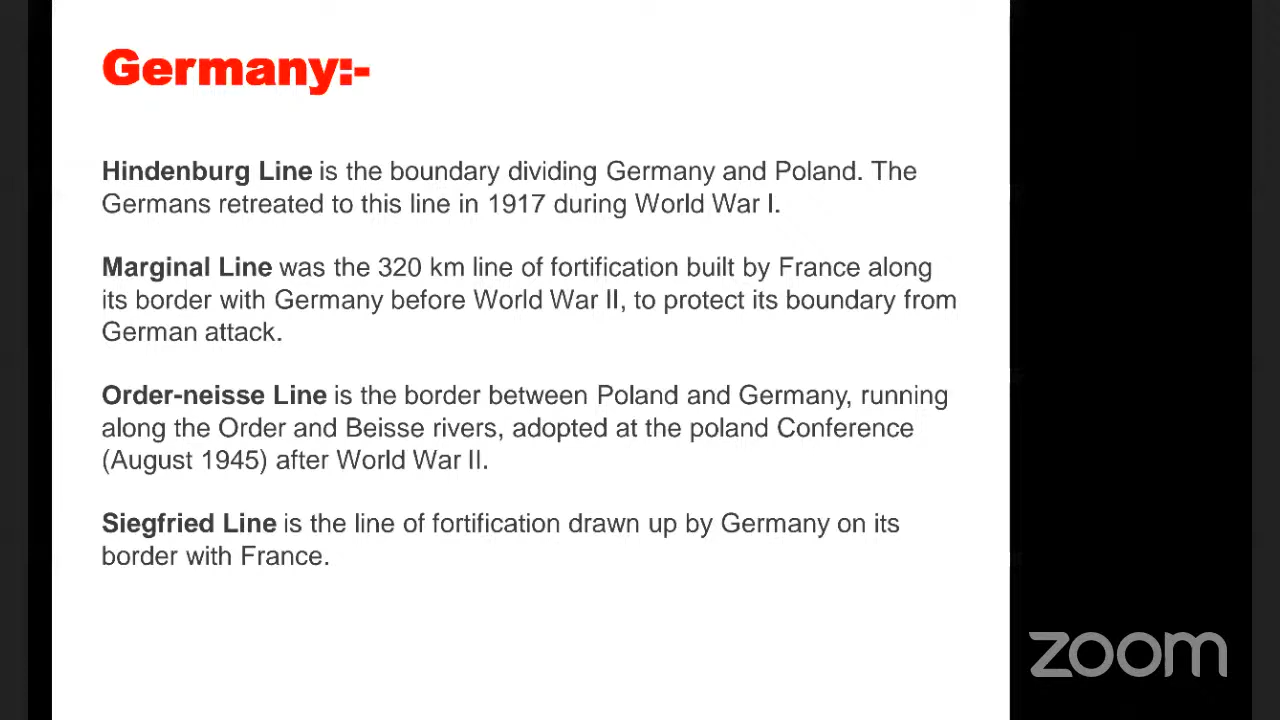 Germany:-
Hindenburg Line is the boundary dividing Germany and Poland. The
Germans retreated to this line in 1917 during World War I.
Marginal Line was the 320 km line of fortification built by France along
its border with Germany before World War II, to protect its boundary from
German attack.
Order-neisse Line is the border between Poland and Germany, running
along the Order and Beisse rivers, adopted at the poland Conference
(August 1945) after World War II.
Siegfried Line is the line of fortification drawn up by Germany on its
border with France.
zoom